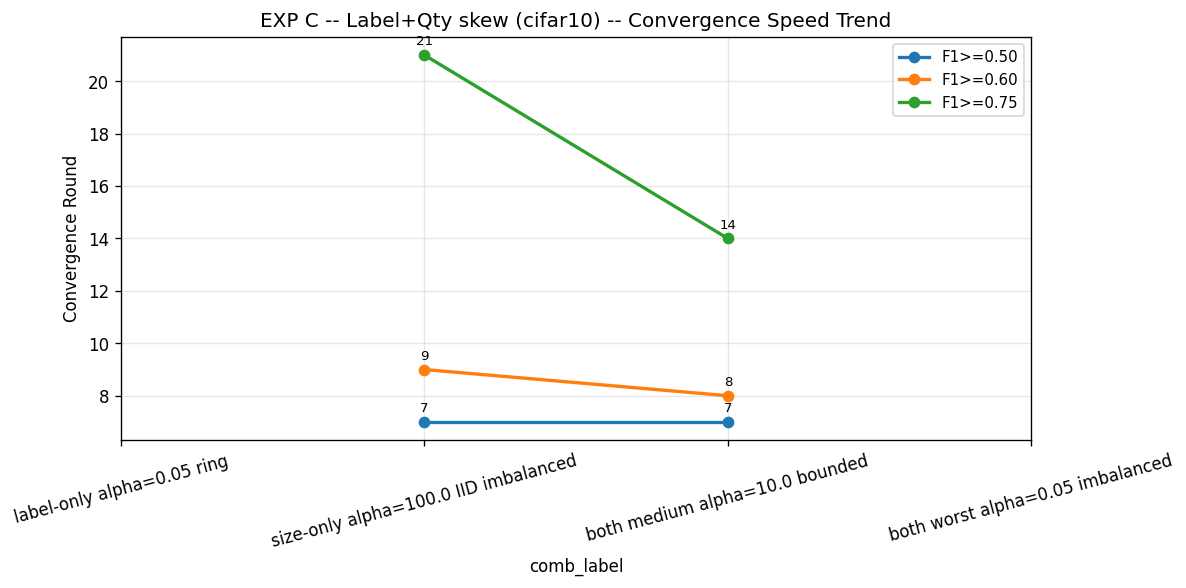 EXP C -- Label+Qty skew (cifar10) -- Convergence Speed Trend
F1>=0.50
F1>=0.60
F1>=0.75
Convergence Round
20
18
16
14
12
10
8
21
14
9
8
7
7
label-only alpha=0.05 ring
size-only alpha=100.0 IID imbalanced
both medium alpha=10.0 bounded
both worst alpha=0.05 imbalanced
comb_label